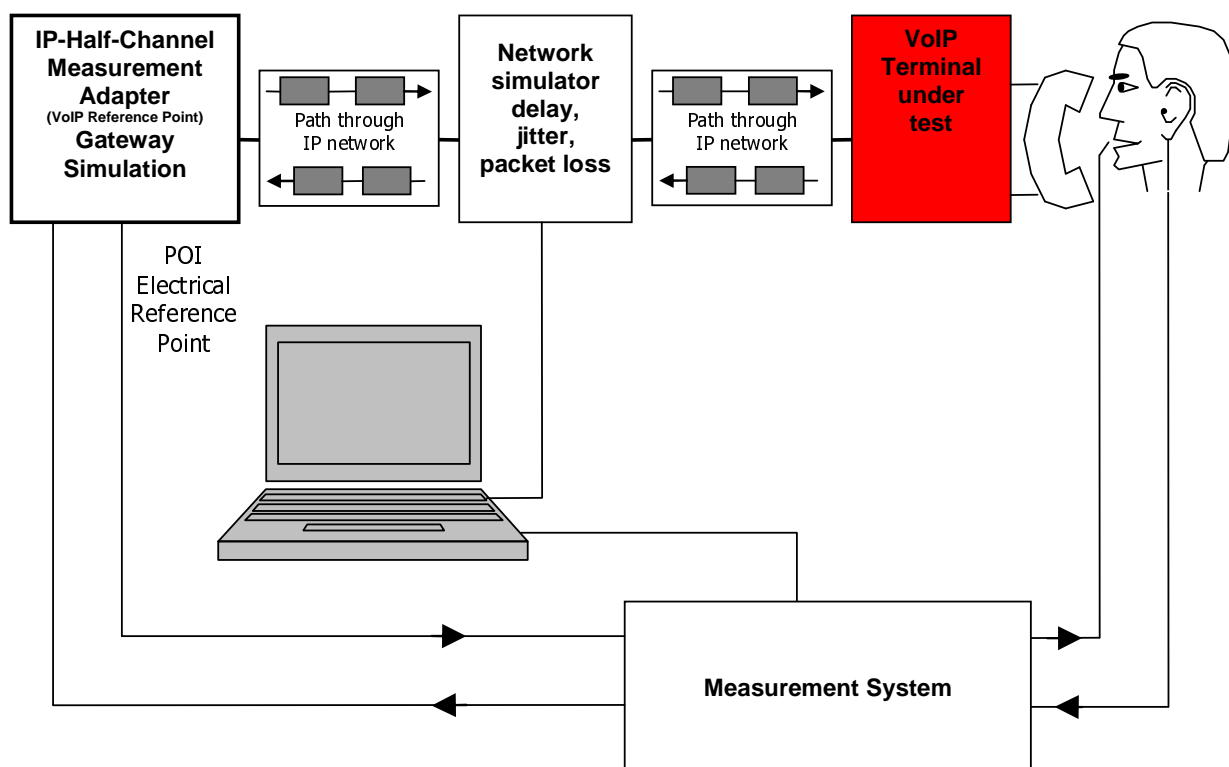 IP-Half-Channel
Measurement
Adapter
(VoIP Reference Point)
Gateway
Simulation
Path through
IP network
Network
simulator
delay,
jitter,
packet loss
Path through
IP network
VoIP
Terminal
under
test
POI
Electrical
Reference
Point
Measurement System